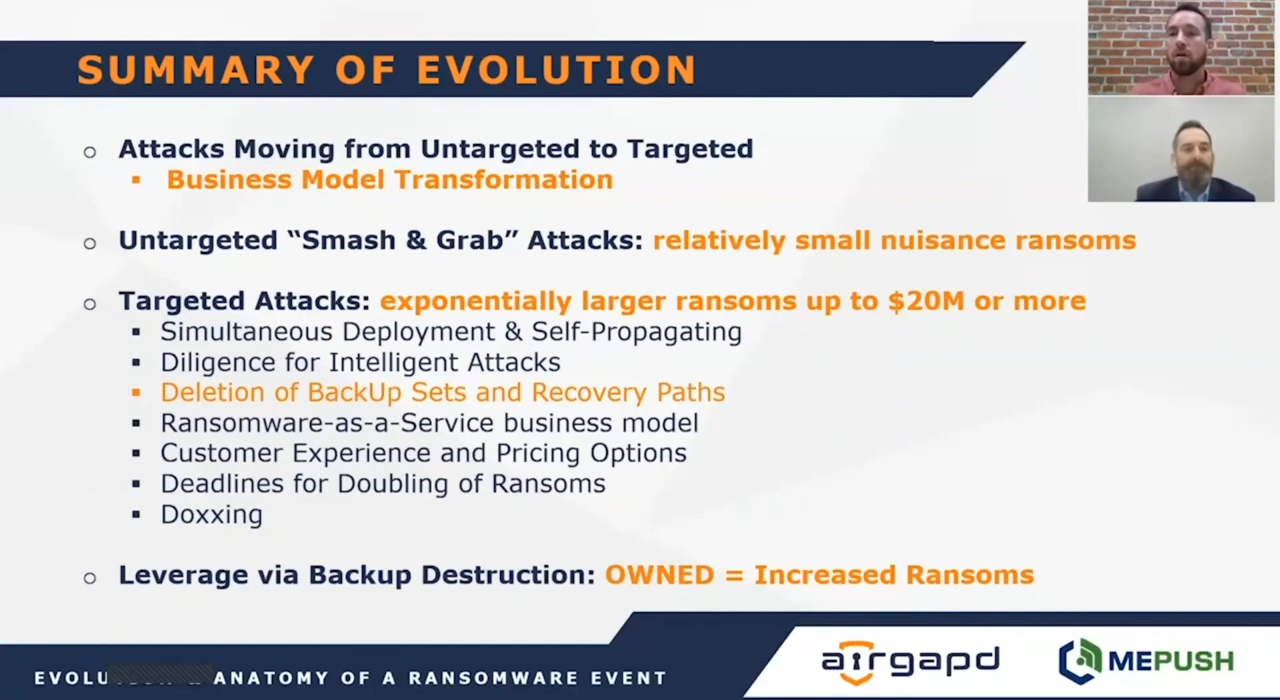 SUMMARY OF EVOLUTION
Attacks Moving from Untargeted to Targeted
Business Model Transformation
Untargeted “Smash & Grab” Attacks: relatively small nuisance ransoms
Targeted Attacks: exponentially larger ransoms up to $20M or more
Simultaneous Deployment & Self-Propagating
Diligence for Intelligent Attacks
Deletion of BackUp Sets and Recovery Paths
Ransomware-as-a-Service business model
Customer Experience and Pricing Options
Deadlines for Doubling of Ransoms
Doxxing
Leverage via Backup Destruction: OWNED = Increased Ransoms
ANATOMY OF A RANSOMWARE EVENT
airgapd
MEPUSH